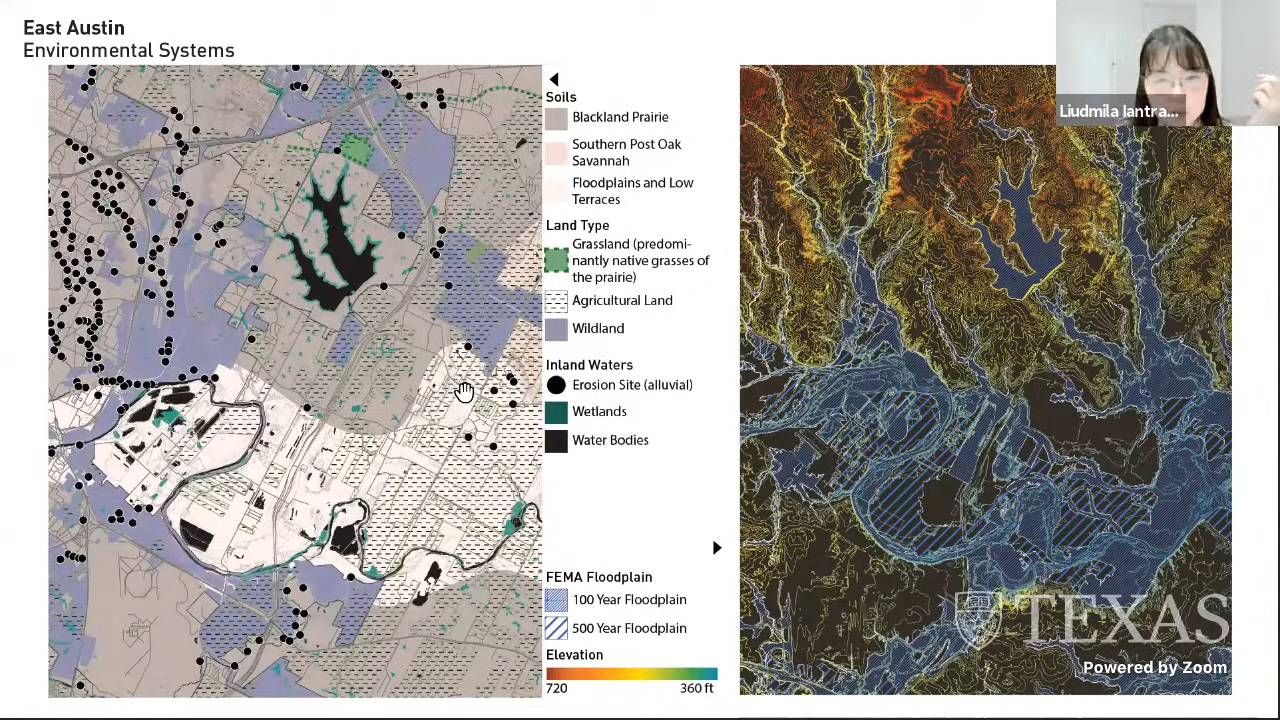 East Austin
Environmental Systems
Soils
Blackland Prairie
Southern Post Oak
Savannah
Floodplains and Low
Terraces
Land Type
Grassland (predomi-
nantly native grasses of
the prairie)
Agricultural Land
Wildland
Inland Waters
Erosion Site (alluvial)
Wetlands
Water Bodies
FEMA Floodplain
100 Year Floodplain
500 Year Floodplain
Elevation
720 360 ft
Liudmila Iantra...
TEXAS
Powered by Zoom